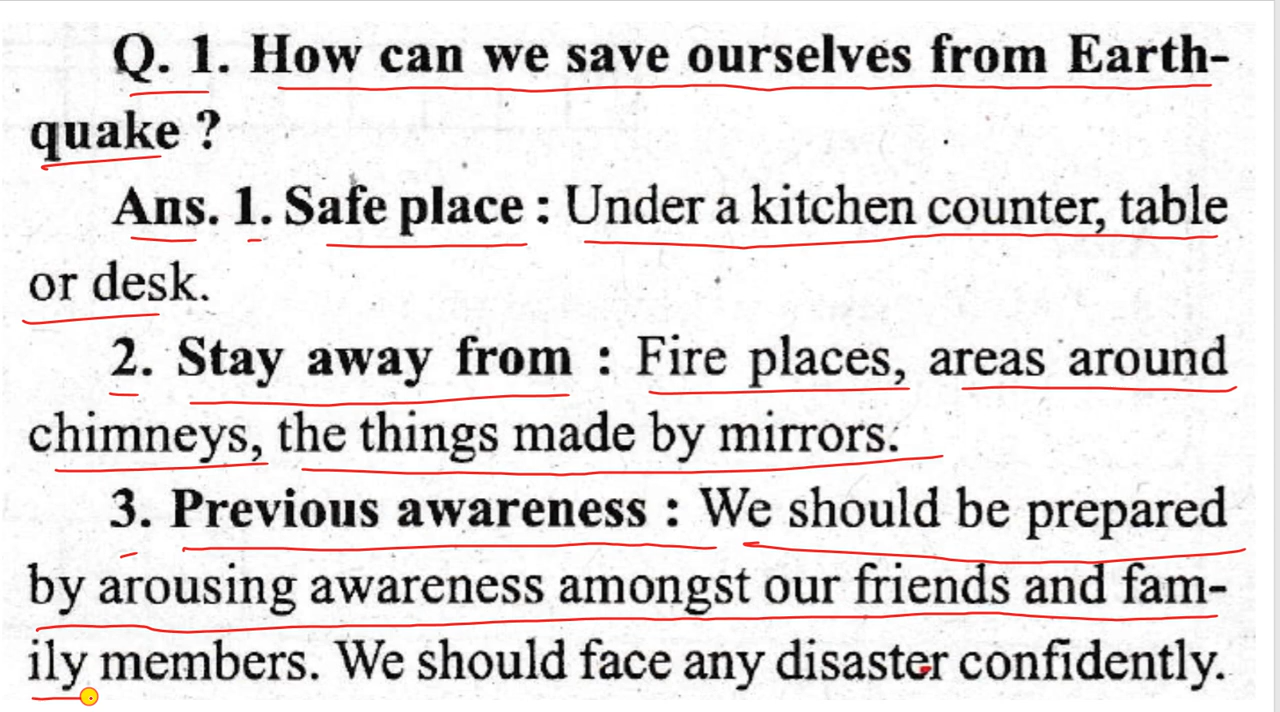 Q. 1. How can we save ourselves from Earth-
quake ?
Ans. 1. Safe place : Under a kitchen counter, table
or desk.
2. Stay away from : Fire places, areas around
chimneys, the things made by mirrors.
3. Previous awareness : We should be prepared
by arousing awareness amongst our friends and fam-
ily members. We should face any disaster confidently.